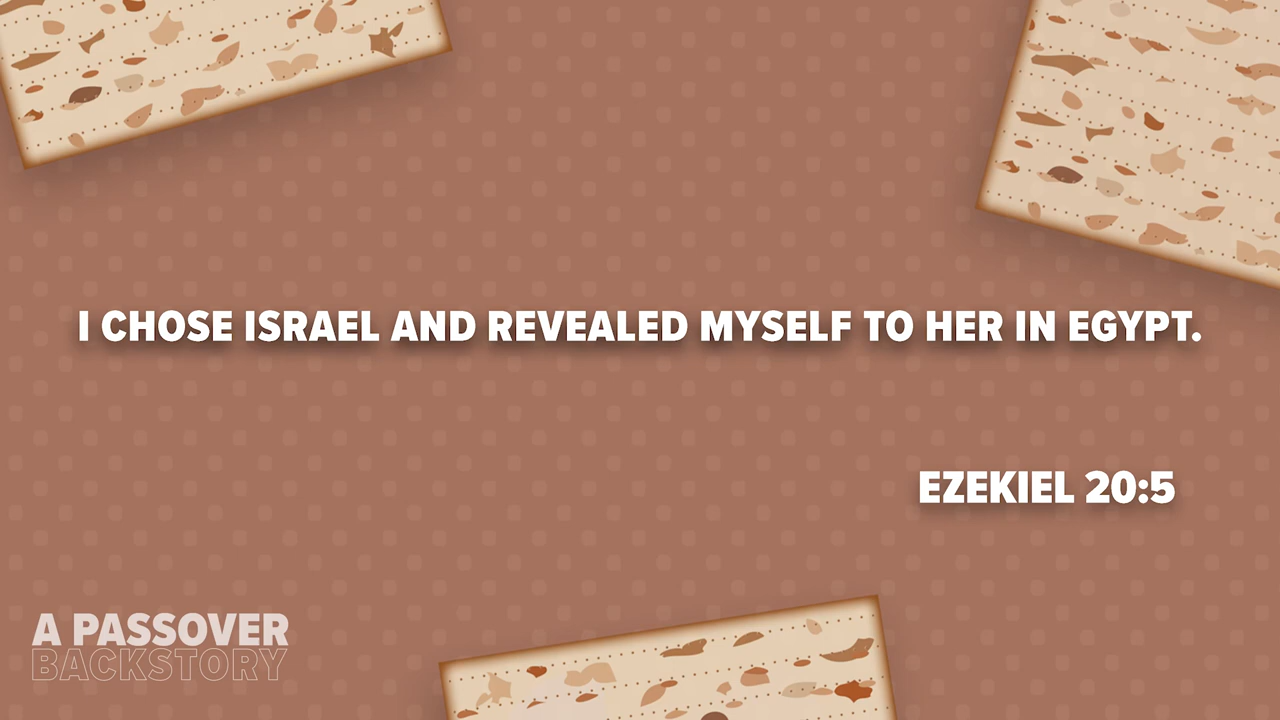 I CHOSE ISRAEL AND REVEALED MYSELF TO HER IN EGYPT.
EZEKIEL 20:5
A PASSOVER
BACKSTORY